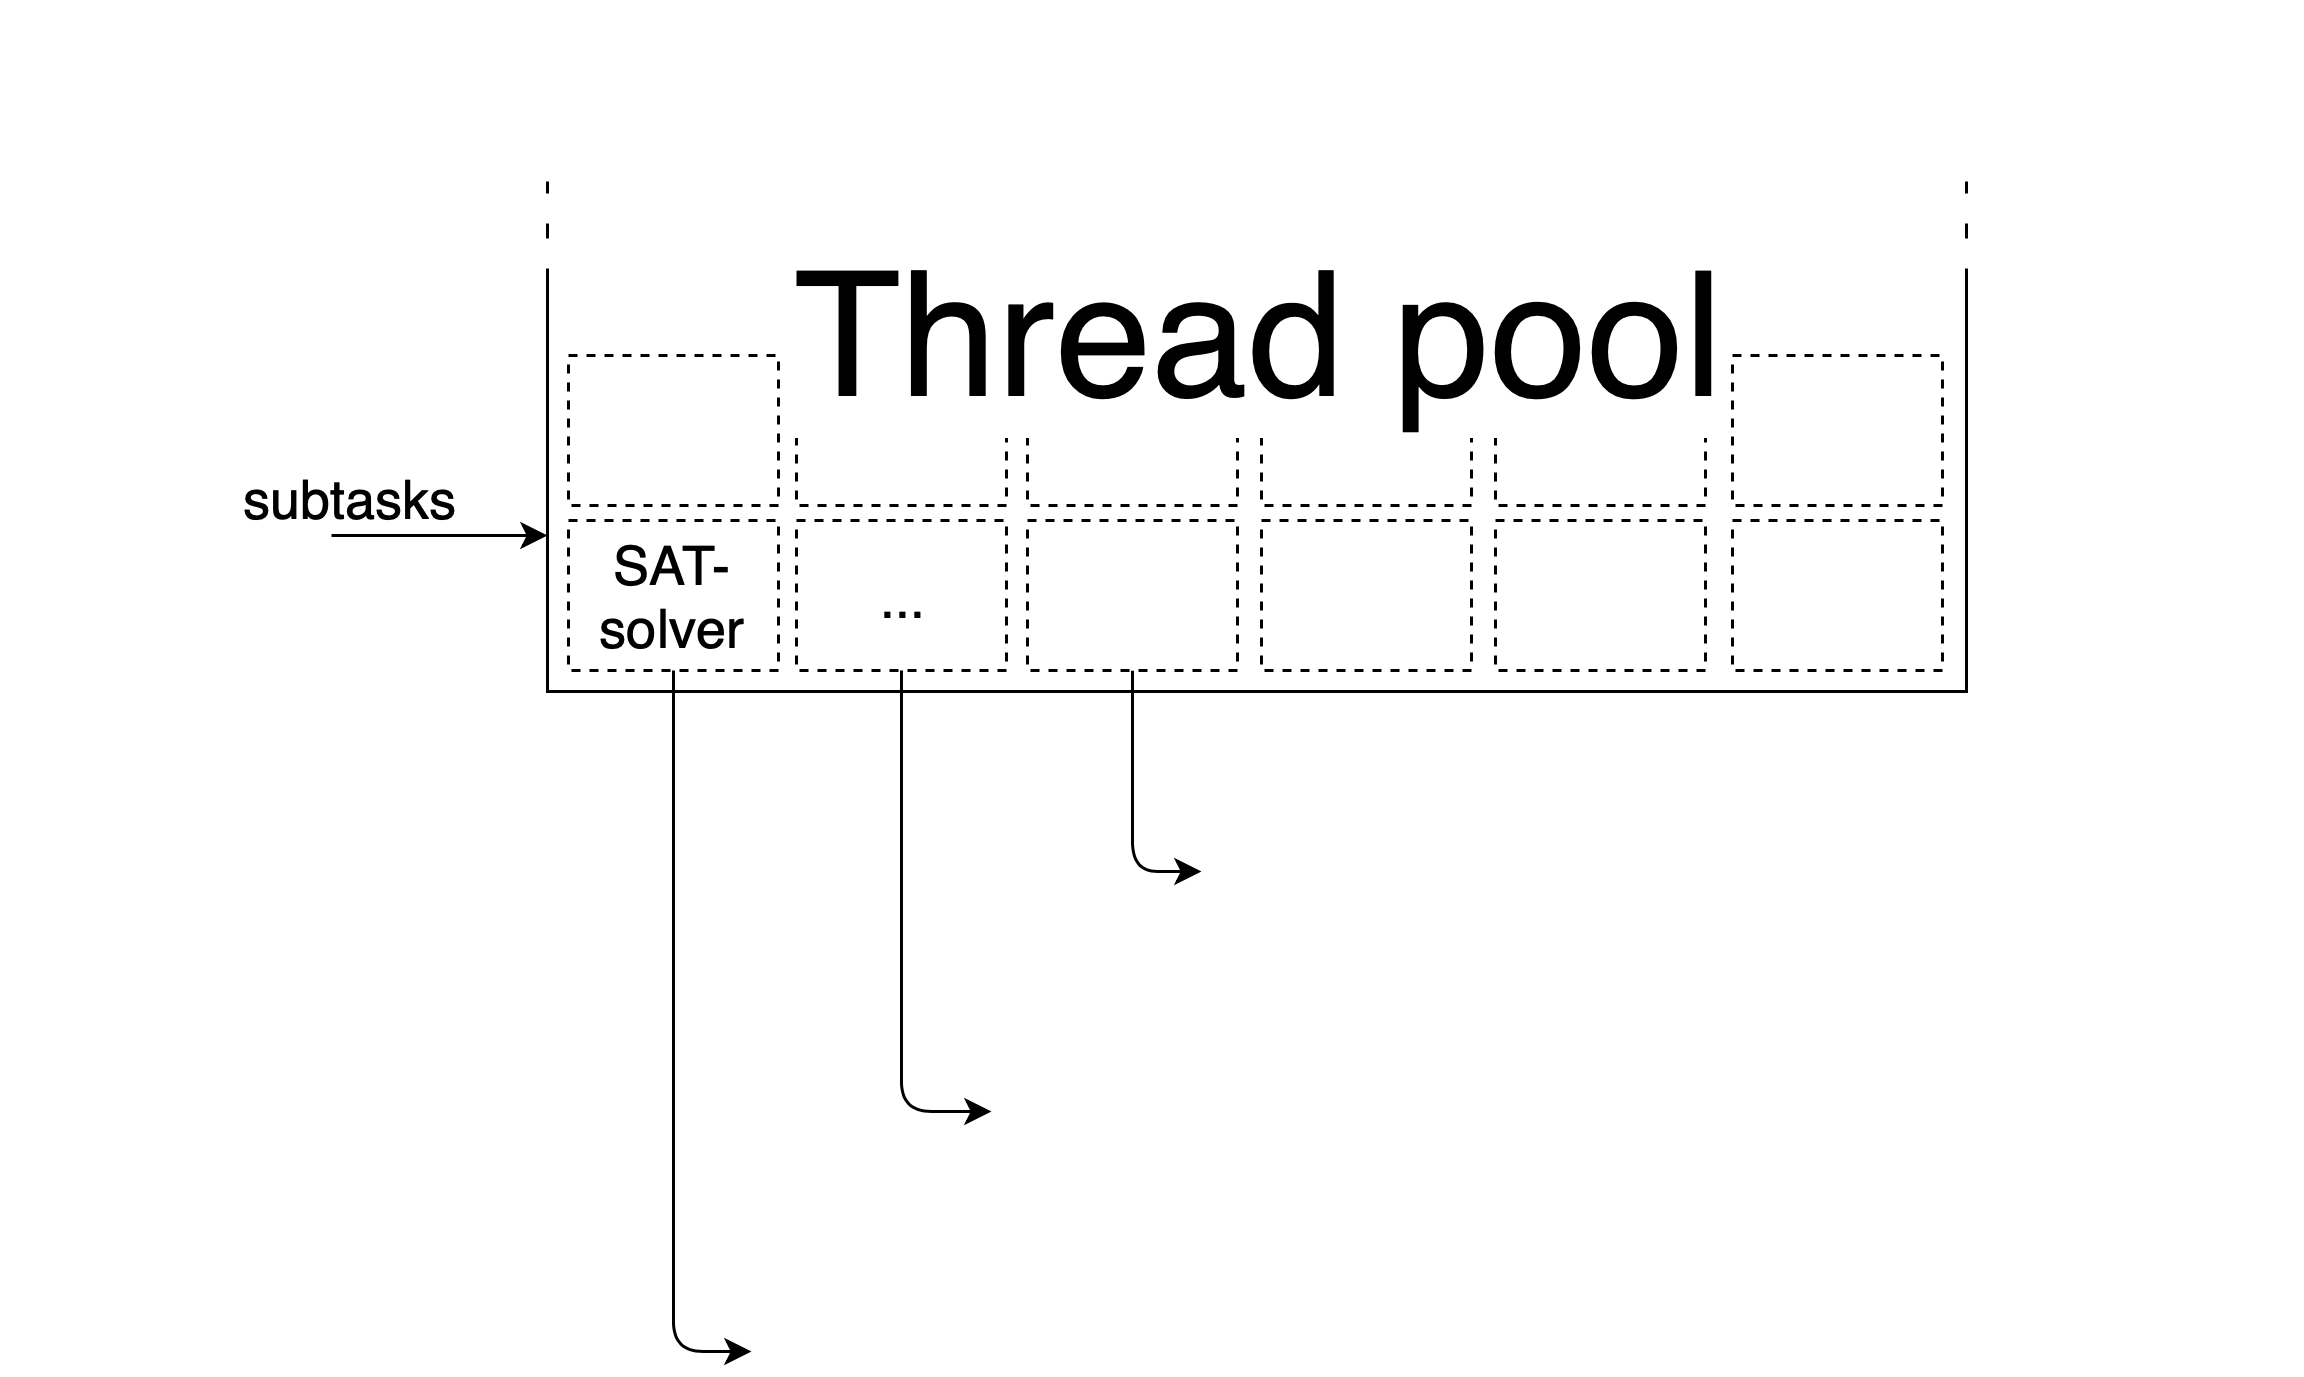 Thread pool
subtasks
SAT-
solver
...